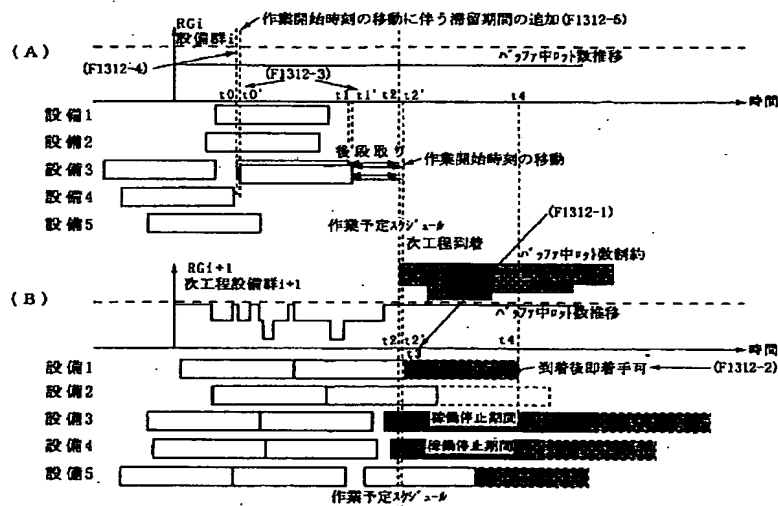 RGi
設備群i
作業開始時刻の移動に伴う滞留期間の追加(F1312-5)
(A)
(F1312-4)
(F1312-3)
バッファ中ロット数推移
t0 t0' t1 t1' t2 t2' t4
時間
設備1
設備2
後段取り
設備3
作業開始時刻の移動
設備4
設備5
作業予定スケジュール
(F1312-1)
次工程到着
バッファ中ロット数制約
RGi+1
次工程設備群i+1
(B)
バッファ中ロット数推移
t2 t2' t3 t4
時間
設備1
到着後即着手可
(F1312-2)
設備2
設備3
稼働停止期間
設備4
稼働停止期間
設備5
作業予定スケジュール